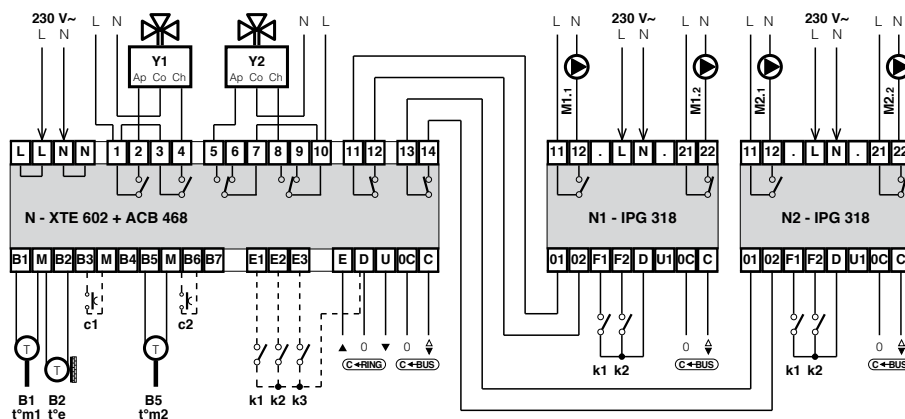 230 V~ L N L N L 230 V~ L N 230 V~ L N
L N L N L N L N L N
Y1 Y2
Ap Co Ch Ap Co Ch
M1.1 M1.2 M2.1 M2.2
L L N N 1 2 3 4 5 6 7 8 9 10 11 12 13 14 11 12 . L N . 21 22 11 12 . L N . 21 22
N - XTE 602 + ACB 468 N1 - IPG 318 N2 - IPG 318
B1 M B2 B3 M B4 B5 M B6 B7 E1 E2 E3 E D U 0C C 01 02 F1 F2 D U1 0C C 01 02 F1 F2 D U1 0C C
c1 c2
T T T
0 0 0 0
C RING C BUS k1 k2 C BUS k1 k2 C BUS
B1 B2 B5 k1 k2 k3
t°m1 t°e t°m2